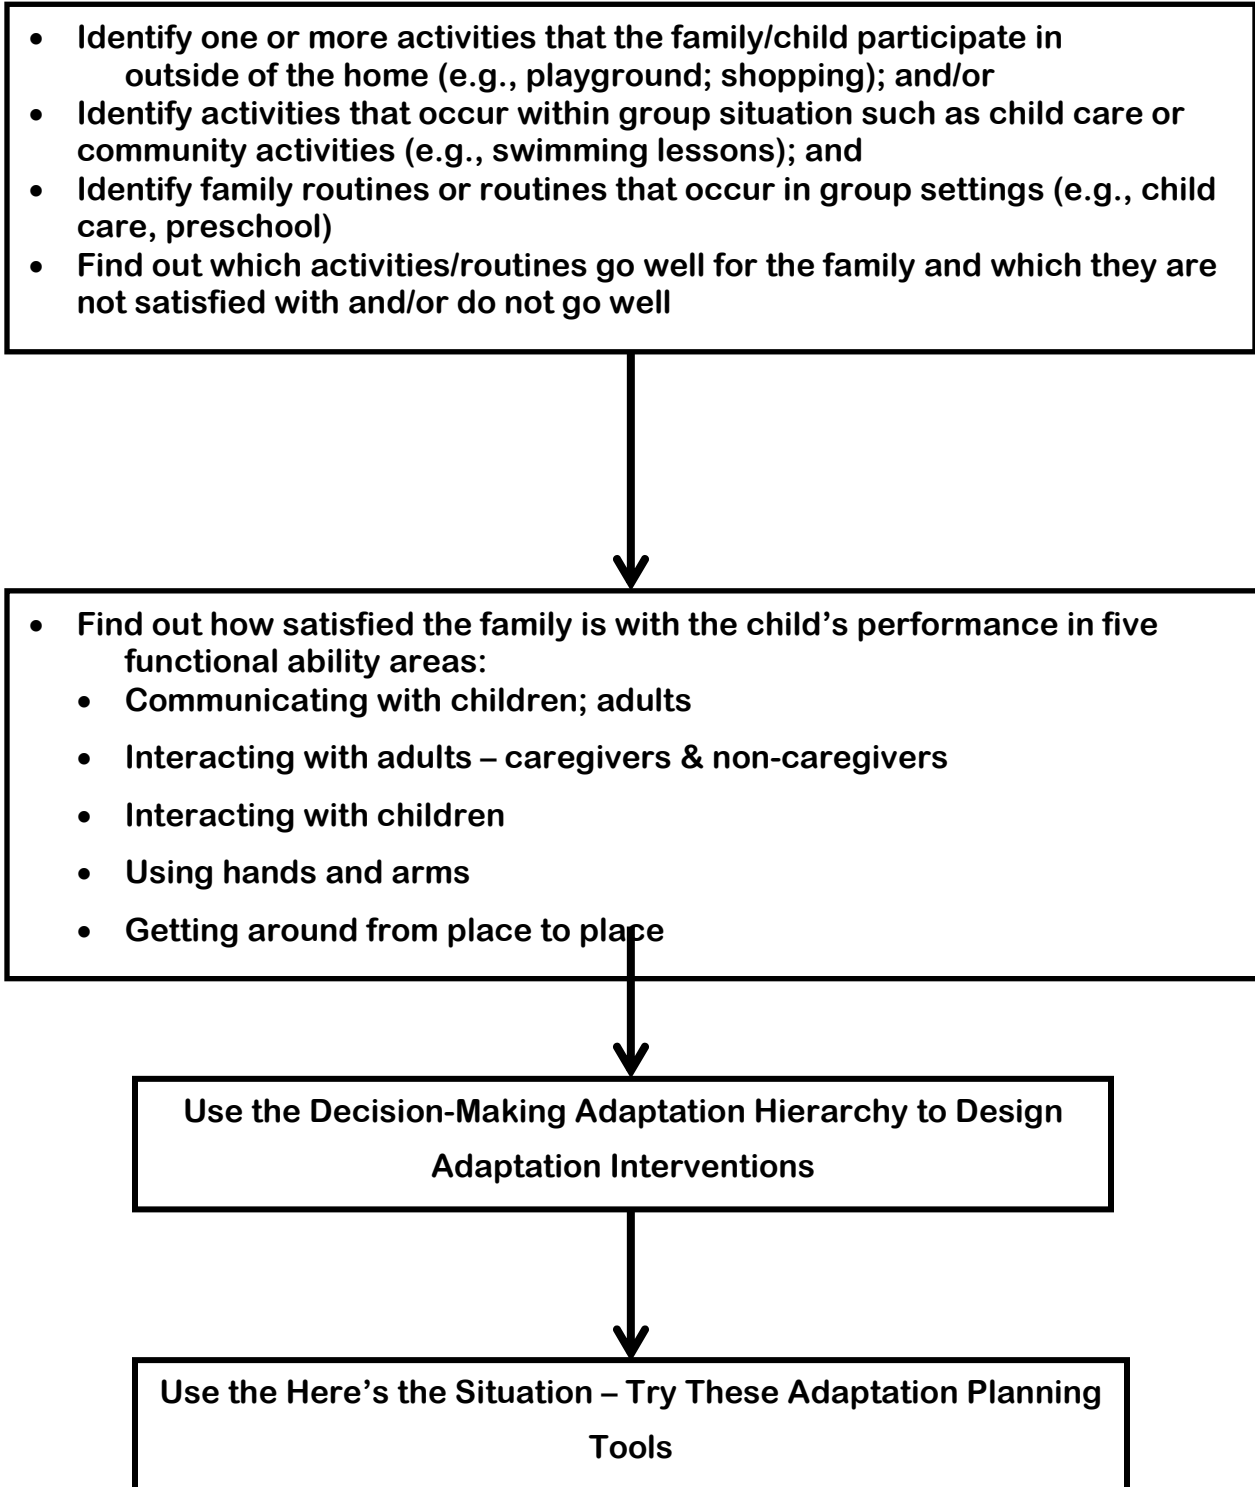 • Identify one or more activities that the family/child participate in
outside of the home (e.g., playground; shopping); and/or
• Identify activities that occur within group situation such as child care or
community activities (e.g., swimming lessons); and
• Identify family routines or routines that occur in group settings (e.g., child
care, preschool)
• Find out which activities/routines go well for the family and which they are
not satisfied with and/or do not go well
• Find out how satisfied the family is with the child’s performance in five
functional ability areas:
• Communicating with children; adults
• Interacting with adults – caregivers & non-caregivers
• Interacting with children
• Using hands and arms
• Getting around from place to place
Use the Decision-Making Adaptation Hierarchy to Design
Adaptation Interventions
Use the Here’s the Situation – Try These Adaptation Planning
Tools